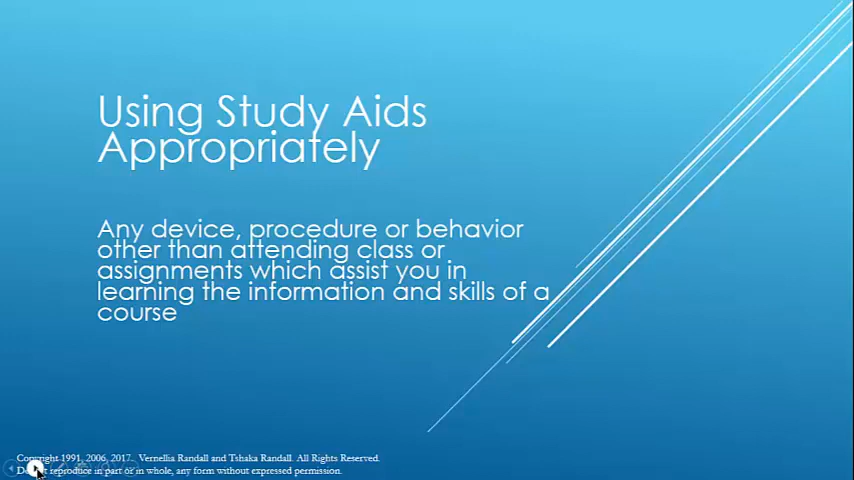 Using Study Aids
Appropriately
Any device, procedure or behavior
other than attending class or
assignments which assist you in
learning the information and skills of a
course
Copyright 1991, 2006, 2017. Vernellia Randall and Tshaka Randall. All Rights Reserved.
reproduce in part or in whole, any form without expressed permission.